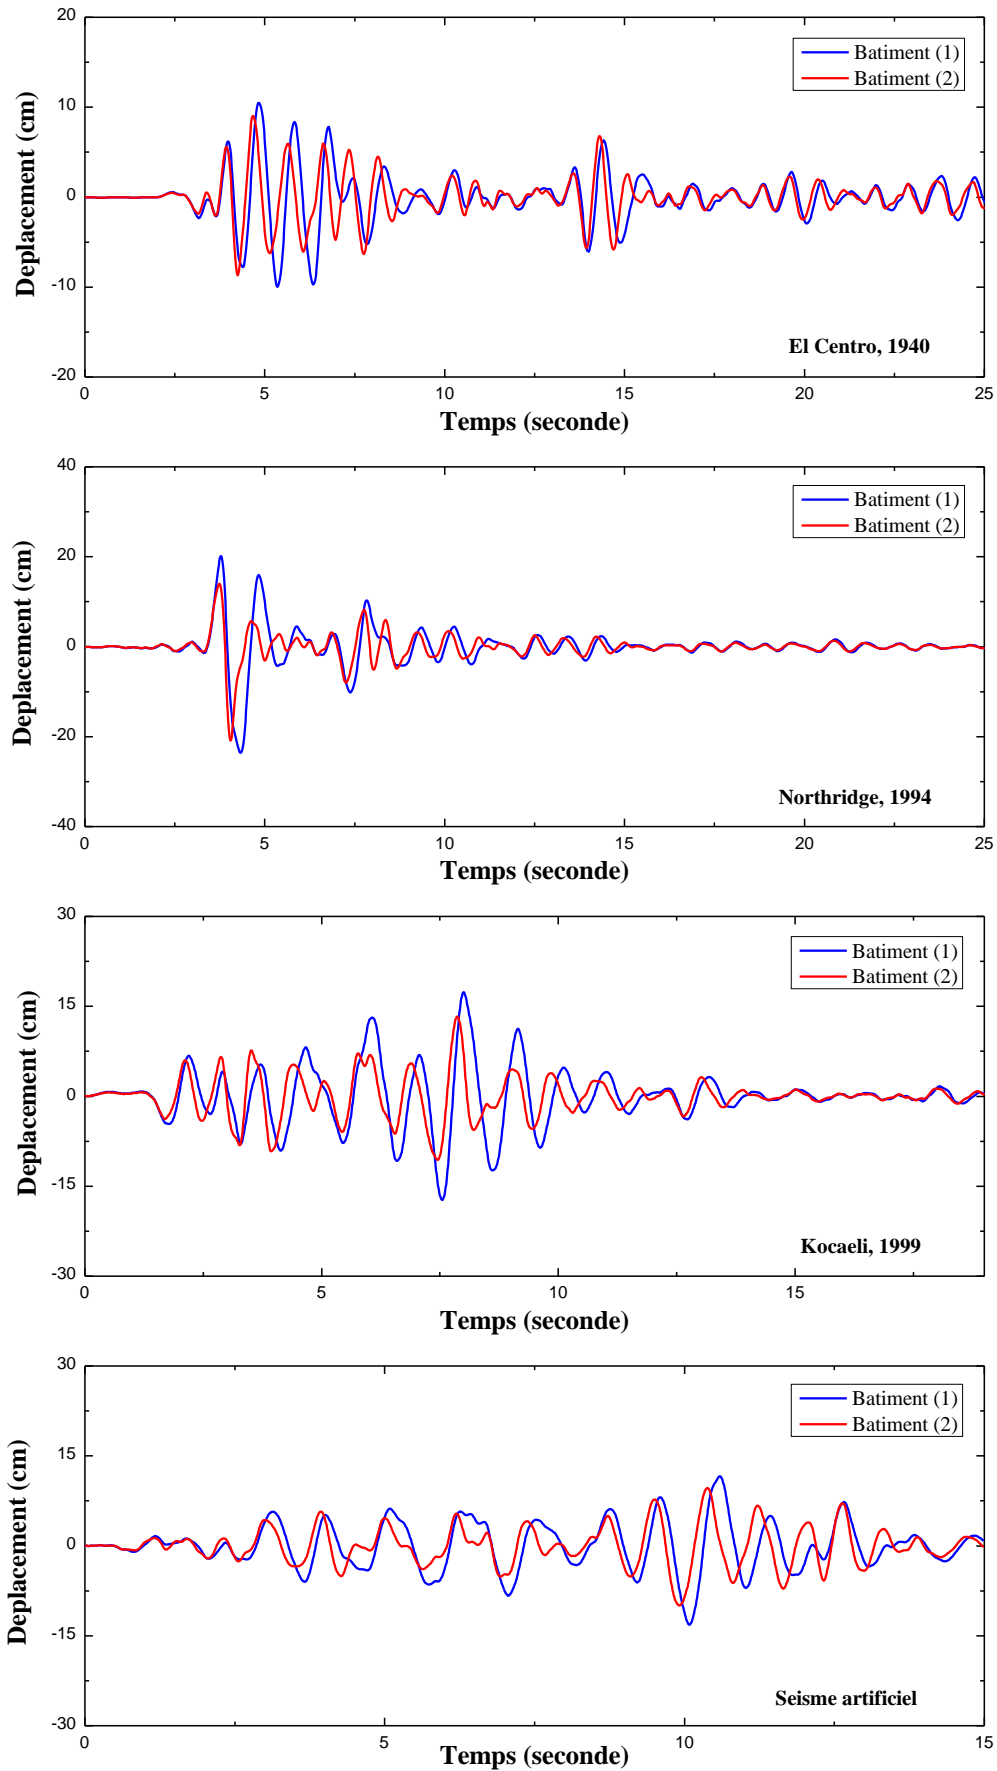 20
10
0
-10
-20
Deplacement (cm)
Batiment (1)
Batiment (2)
El Centro, 1940
0 5 10 15 20 25
Temps (seconde)
40
20
0
-20
-40
Deplacement (cm)
Batiment (1)
Batiment (2)
Northridge, 1994
0 5 10 15 20 25
Temps (seconde)
30
15
0
-15
-30
Deplacement (cm)
Batiment (1)
Batiment (2)
Kocaeli, 1999
0 5 10 15
Temps (seconde)
30
15
0
-15
-30
Deplacement (cm)
Batiment (1)
Batiment (2)
Seisme artificiel
0 5 10 15
Temps (seconde)